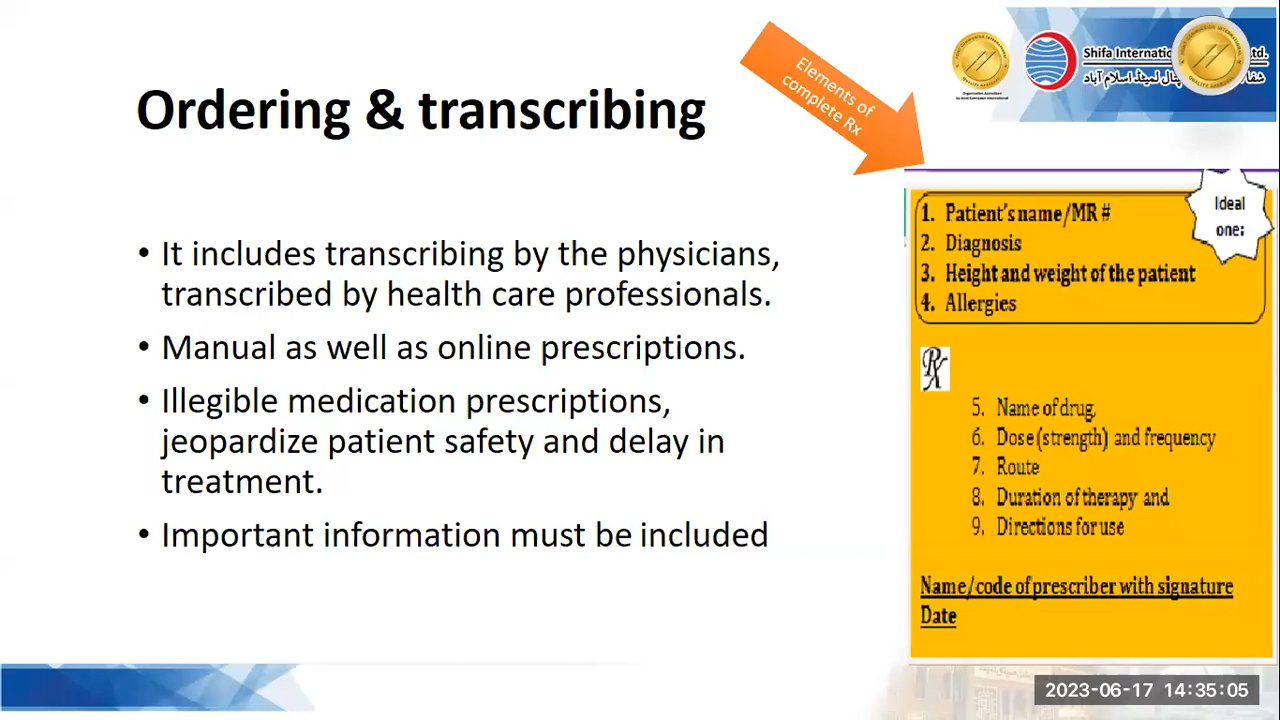 Ordering & transcribing
• It includes transcribing by the physicians,
transcribed by health care professionals.
• Manual as well as online prescriptions.
• Illegible medication prescriptions,
jeopardize patient safety and delay in
treatment.
• Important information must be included
Elements of
complete Rx
Shifa Internatio
td.
Ideal
one:
1. Patient's name/MR #
2. Diagnosis
3. Height and weight of the patient
4. Allergies
Rx
5. Name of drug,
6. Dose (strength) and frequency
7. Route
8. Duration of therapy and
9. Directions for use
Name/code of prescriber with signature
Date
2023-06-17 14:35:05